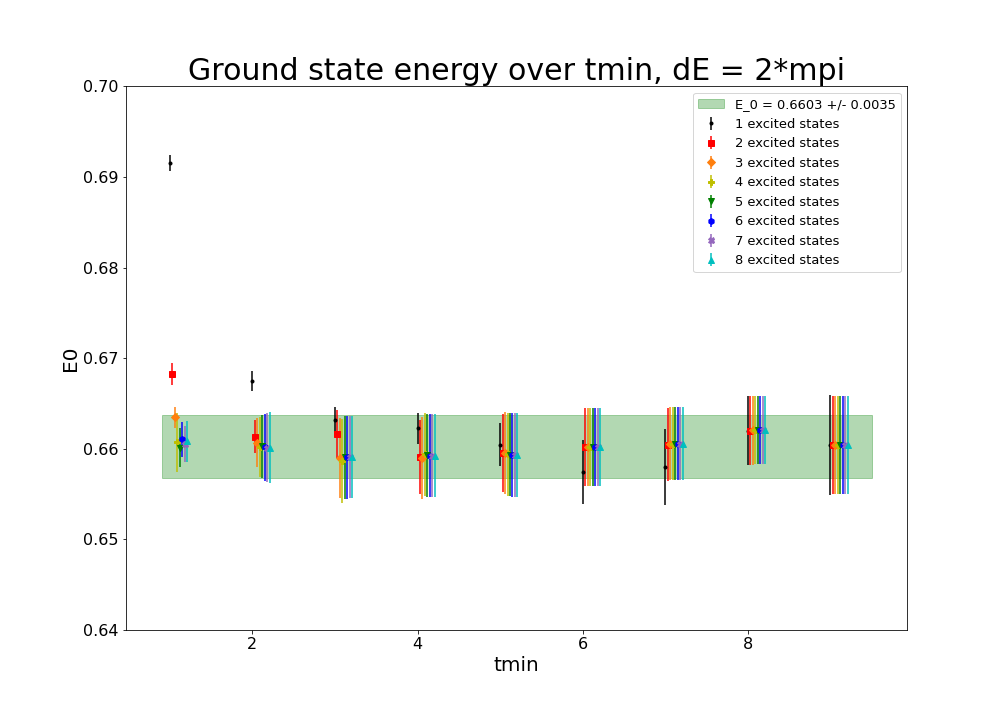 Ground state energy over tmin, dE = 2*mpi
0.70
0.69
0.68
0.67
0.66
0.65
0.64
E0
E_0 = 0.6603 +/- 0.0035
1 excited states
2 excited states
3 excited states
4 excited states
5 excited states
6 excited states
7 excited states
8 excited states
2
4
6
8
tmin